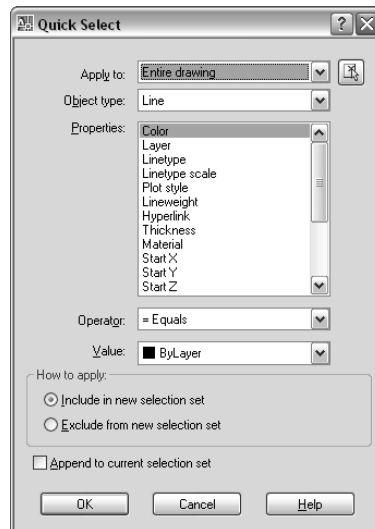 Quick Select
Apply to: Entire drawing
Object type: Line
Properties: Color
Layer
Linetype
Linetype scale
Plot style
Lineweight
Hyperlink
Thickness
Material
Start X
Start Y
Start Z
Operator: = Equals
Value: ByLayer
How to apply:
Include in new selection set
Exclude from new selection set
Append to current selection set
OK Cancel Help